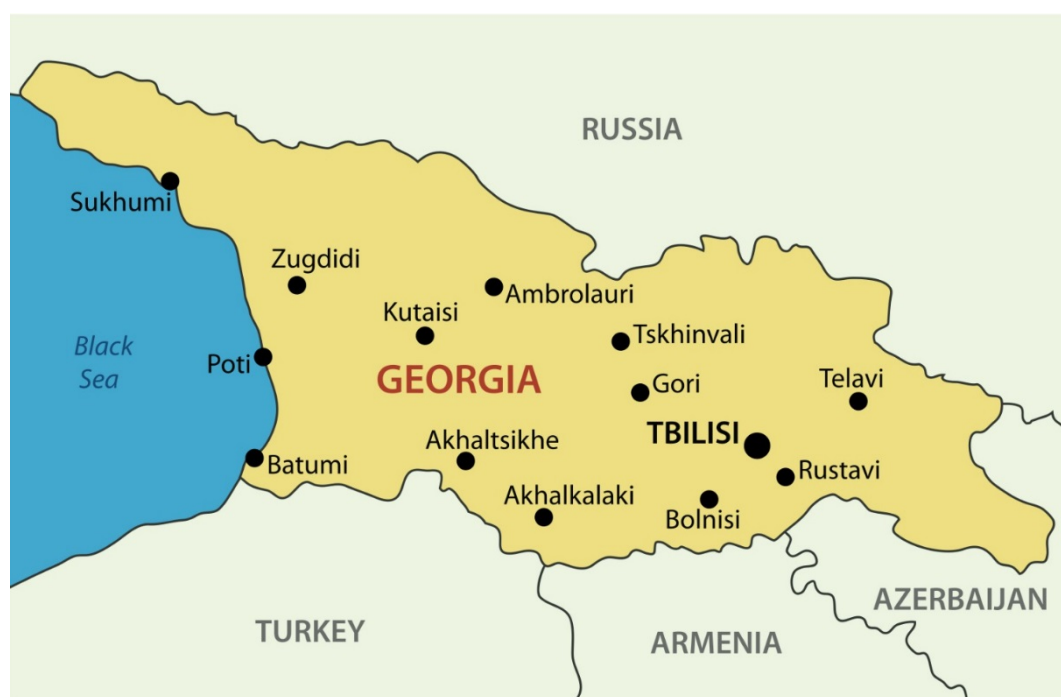 RUSSIA
Sukhumi
Zugdidi
Ambrolauri
Kutaisi
Tskhinvali
Black
Sea
Poti
GEORGIA
Gori
Telavi
TBILISI
Akhaltsikhe
Batumi
Rustavi
Akhalkalaki
Bolnisi
AZERBAIJAN
TURKEY
ARMENIA